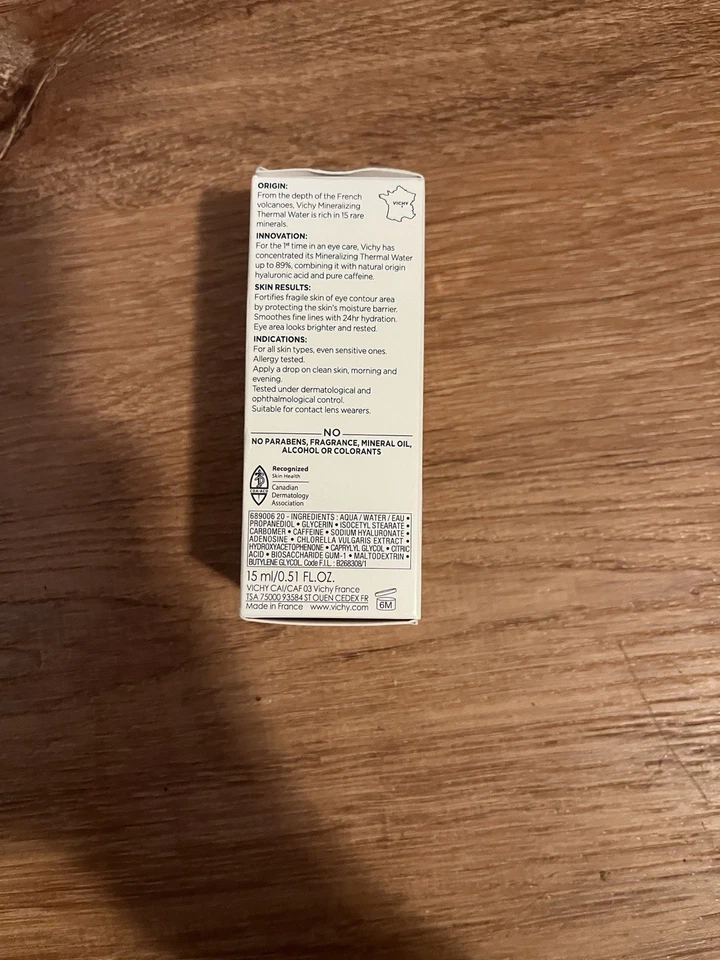 ORIGIN:
From the depth of the French
volcanoes, Vichy Mineralizing
Thermal Water is rich in 15 rare
minerals.
VICHY
INNOVATION:
For the 1st time in an eye care, Vichy has
concentrated its Mineralizing Thermal Water
up to 89%, combining it with natural origin
hyaluronic acid and pure caffeine.
SKIN RESULTS:
Fortifies fragile skin of eye contour area
by protecting the skin's moisture barrier.
Smoothes fine lines with 24hr hydration.
Eye area looks brighter and rested.
INDICATIONS:
For all skin types, even sensitive ones.
Allergy tested.
Apply a drop on clean skin, morning and
evening.
Tested under dermatological and
ophthalmological control.
Suitable for contact lens wearers.
NO
NO PARABENS, FRAGRANCE, MINERAL OIL,
ALCOHOL OR COLORANTS
Recognized
Skin Health
Canadian
Dermatology
Association
689006 20 - INGREDIENTS : AQUA / WATER / EAU •
PROPANEDIOL • GLYCERIN • ISOCETYL STEARATE •
CARBOMER • CAFFEINE • SODIUM HYALURONATE •
ADENOSINE • CHLORELLA VULGARIS EXTRACT •
HYDROXYACETOPHENONE • CAPRYLYL GLYCOL • CITRIC
ACID • BIOSACCHARIDE GUM-1 • MALTODEXTRIN •
BUTYLENE GLYCOL. Code F.I.L. : B268308/1
15 ml/0.51 FL.OZ.
VICHY CAI/CAF 03 Vichy France
TSA 75000 93584 ST OUEN CEDEX FR
Made in France www.vichy.com
6M